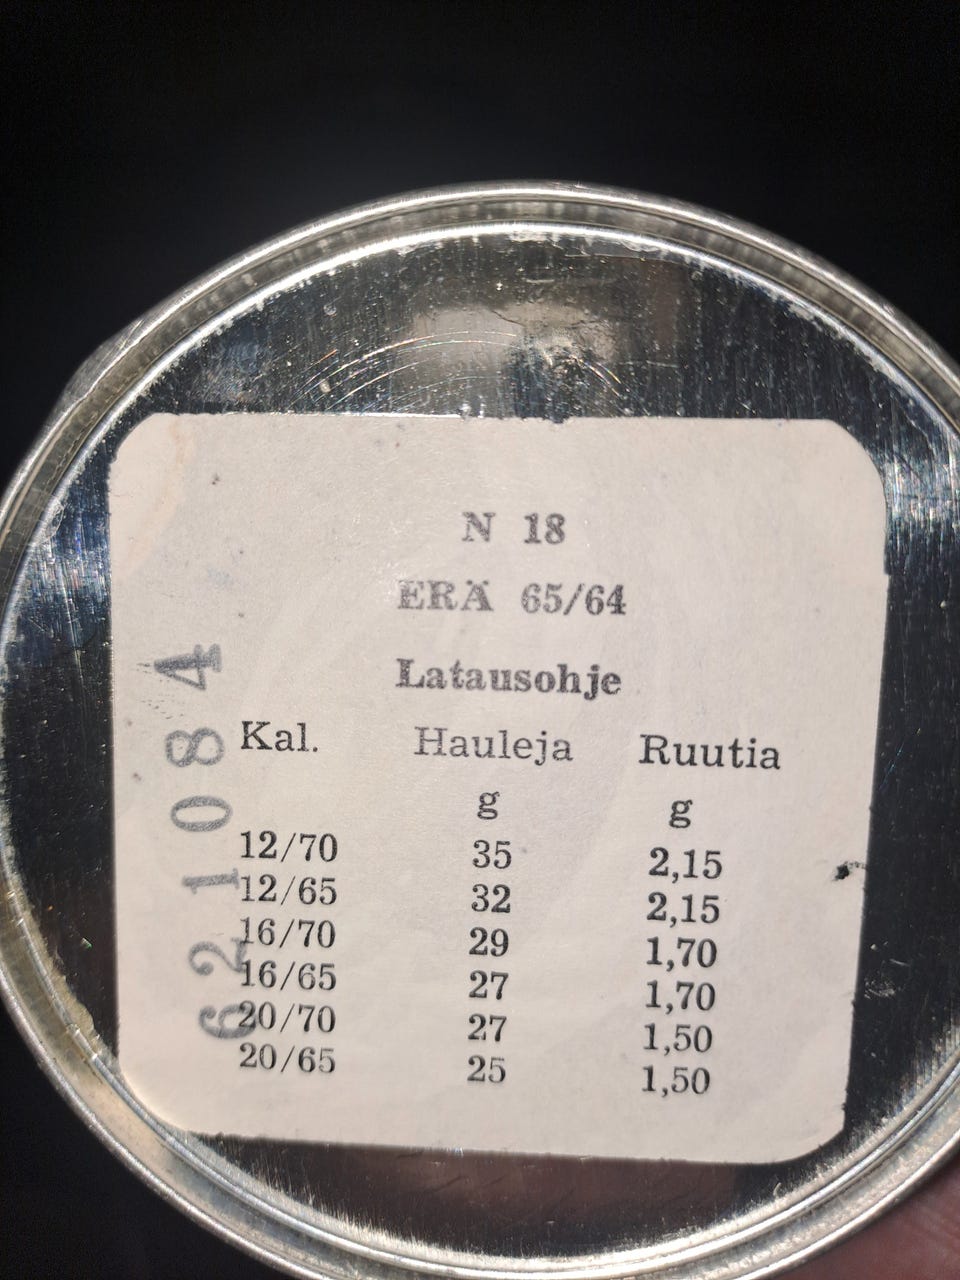 N 18
ERÄ 65/64
Latausohje
Kal. Hauleja Ruutia
g g
12/70 35 2,15
12/65 32 2,15
16/70 29 1,70
16/65 27 1,70
20/70 27 1,50
20/65 25 1,50
621084